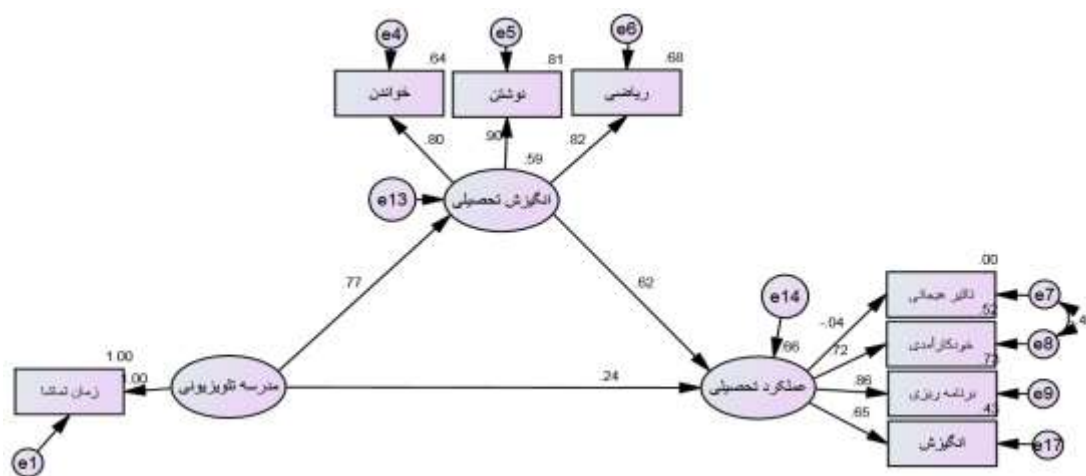 e4
e5
e6
.64
.81
.68
خواندن
نوشتن
ریاضی
.80
.90
.82
.59
e13
انگیزش تحصیلی
.77
.62
.00
e14
تاثیر هیجانی
e7
-.04
.52
.4
.66
.72
خودکارآمدی
e8
1.00
.73
زمان تماشا
1.00
مدرسه تلویزیونی
.24
عملکرد تحصیلی
.86
برنامه ریزی
e9
.65
.43
انگیزش
e17
e1